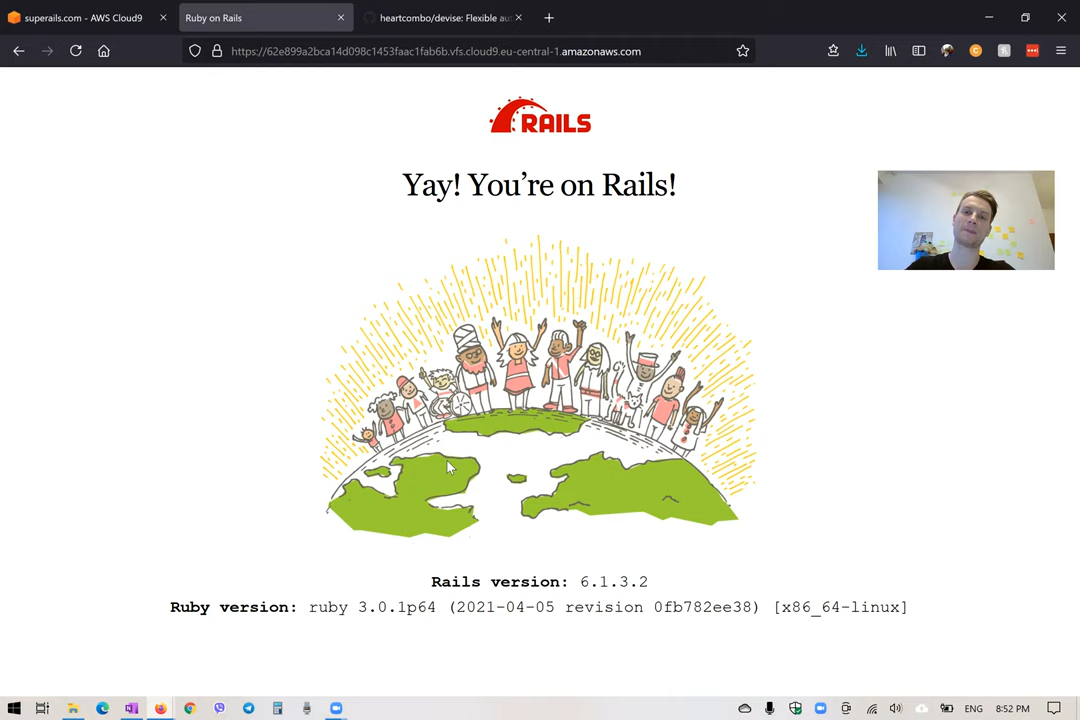 superails.com - AWS Cloud9
Ruby on Rails
heartcombo/devise: Flexible aut
https://62e899a2bca14d098c1453faac1fab6b.vfs.cloud9.eu-central-1.amazonaws.com
RAILS
Yay! You’re on Rails!
Rails version: 6.1.3.2
Ruby version: ruby 3.0.1p64 (2021-04-05 revision 0fb782ee38) [x86_64-linux]
ENG
8:52 PM